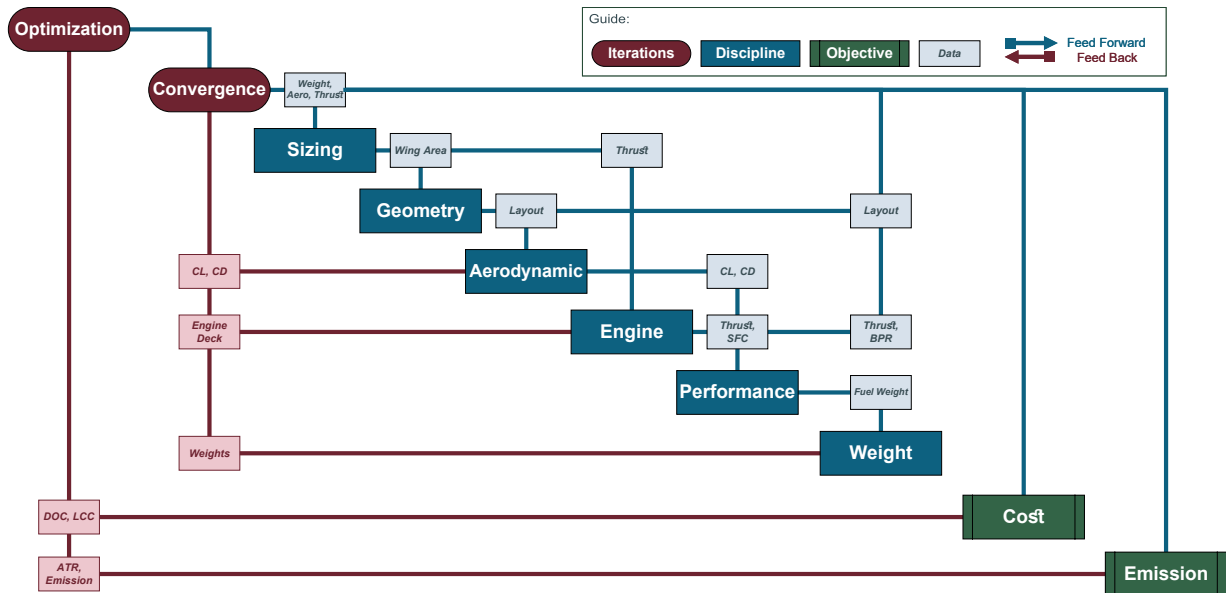 Optimization
Guide:
Iterations
Discipline
Objective
Data
Feed Forward
Feed Back
Convergence
Weight,
Aero, Thrust
Sizing
Wing Area
Thrust
Geometry
Layout
Layout
CL, CD
Aerodynamic
CL, CD
Engine
Deck
Engine
Thrust,
SFC
Thrust,
BPR
Performance
Fuel Weight
Weights
Weight
DOC, LCC
Cost
ATR,
Emission
Emission